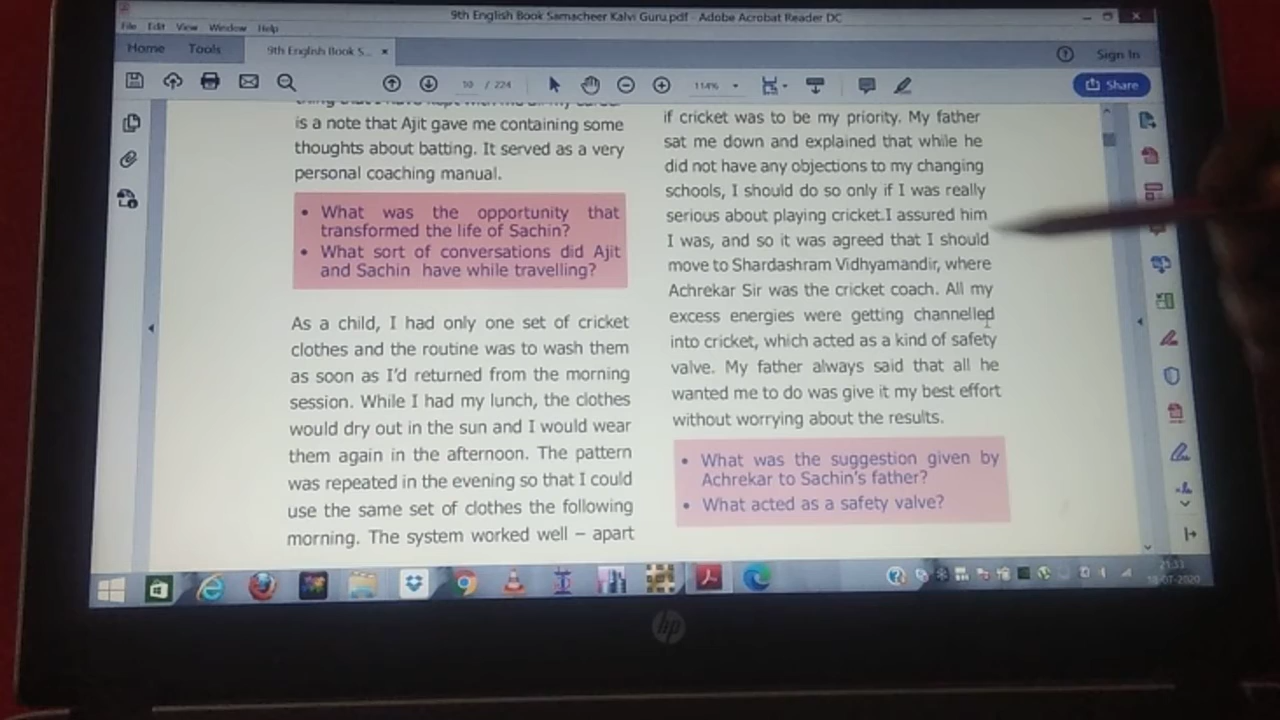 9th English Book Samacheer Kalvi Guru.pdf - Adobe Acrobat Reader DC
File Edit View Window Help
Home Tools 9th English Book S... × Sign In
10 / 224 114% Share
is a note that Ajit gave me containing some
thoughts about batting. It served as a very
personal coaching manual.
• What was the opportunity that
transformed the life of Sachin?
• What sort of conversations did Ajit
and Sachin have while travelling?
As a child, I had only one set of cricket
clothes and the routine was to wash them
as soon as I'd returned from the morning
session. While I had my lunch, the clothes
would dry out in the sun and I would wear
them again in the afternoon. The pattern
was repeated in the evening so that I could
use the same set of clothes the following
morning. The system worked well – apart
if cricket was to be my priority. My father
sat me down and explained that while he
did not have any objections to my changing
schools, I should do so only if I was really
serious about playing cricket.I assured him
I was, and so it was agreed that I should
move to Shardashram Vidhyamandir, where
Achrekar Sir was the cricket coach. All my
excess energies were getting channelled
into cricket, which acted as a kind of safety
valve. My father always said that all he
wanted me to do was give it my best effort
without worrying about the results.
• What was the suggestion given by
Achrekar to Sachin's father?
• What acted as a safety valve?
21:33
18-07-2020
hp